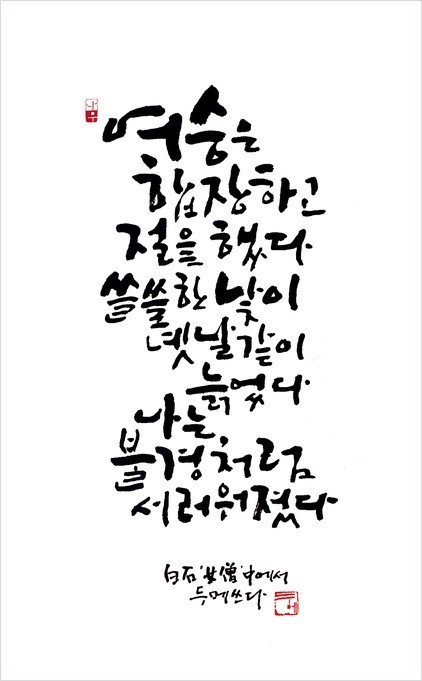 여승은
합장하고
절을 했다
쓸쓸한 낯이
녯날같이
늙었다
나는
불경처럼
서러워졌다
白石 '女僧' 中에서
두메쓰다